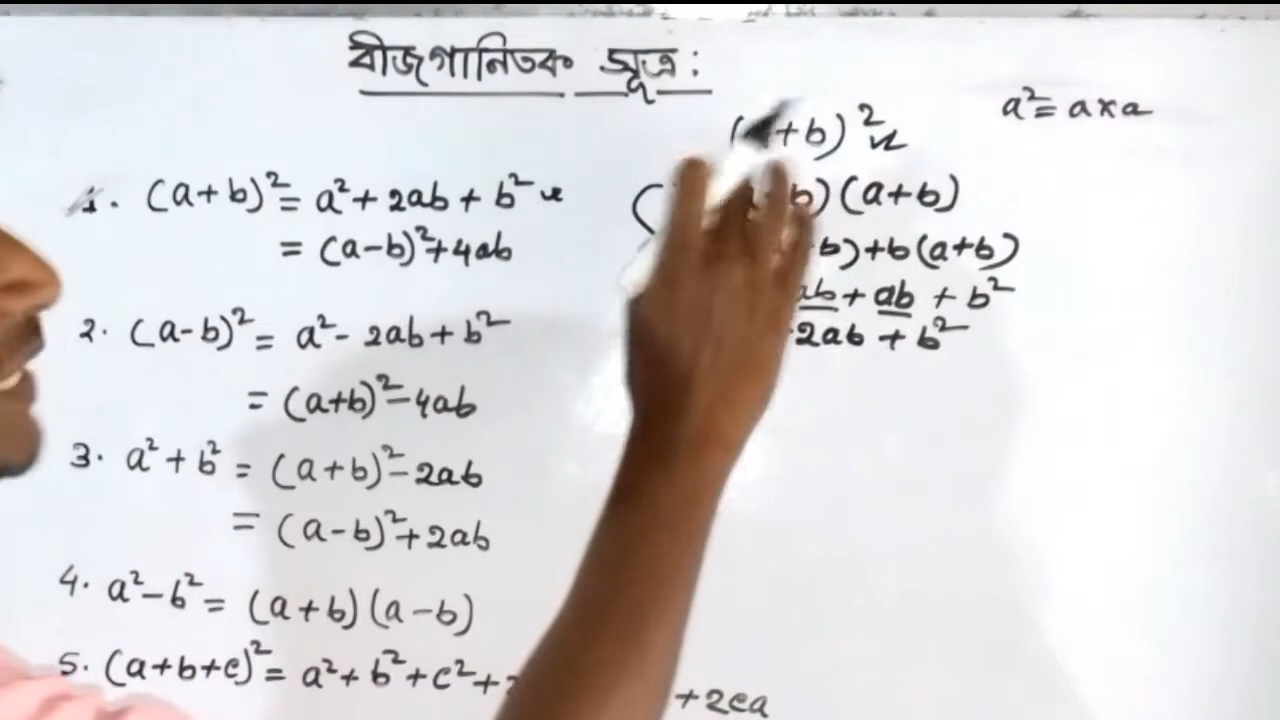 বীজগানিতক সূত্র:
1. (a+b)² = a² + 2ab + b²
= (a-b)² + 4ab
2. (a-b)² = a² - 2ab + b²
= (a+b)² - 4ab
3. a² + b² = (a+b)² - 2ab
= (a-b)² + 2ab
4. a² - b² = (a+b)(a-b)
5. (a+b+c)² = a² + b² + c² + + 2ca
+b)²
b)(a+b)
b)+b(a+b)
ab + ab + b²
2ab + b²
a² = a×a